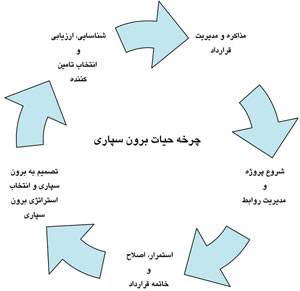 شناسایی، ارزیابی
و
انتخاب تامین
کننده
مذاکره و مدیریت
قرارداد
چرخه حیات برون سپاری
شروع پروژه
و
مدیریت روابط
استمرار، اصلاح
و
خاتمه قرارداد
تصمیم به برون
سپاری و انتخاب
استراتژی برون
سپاری